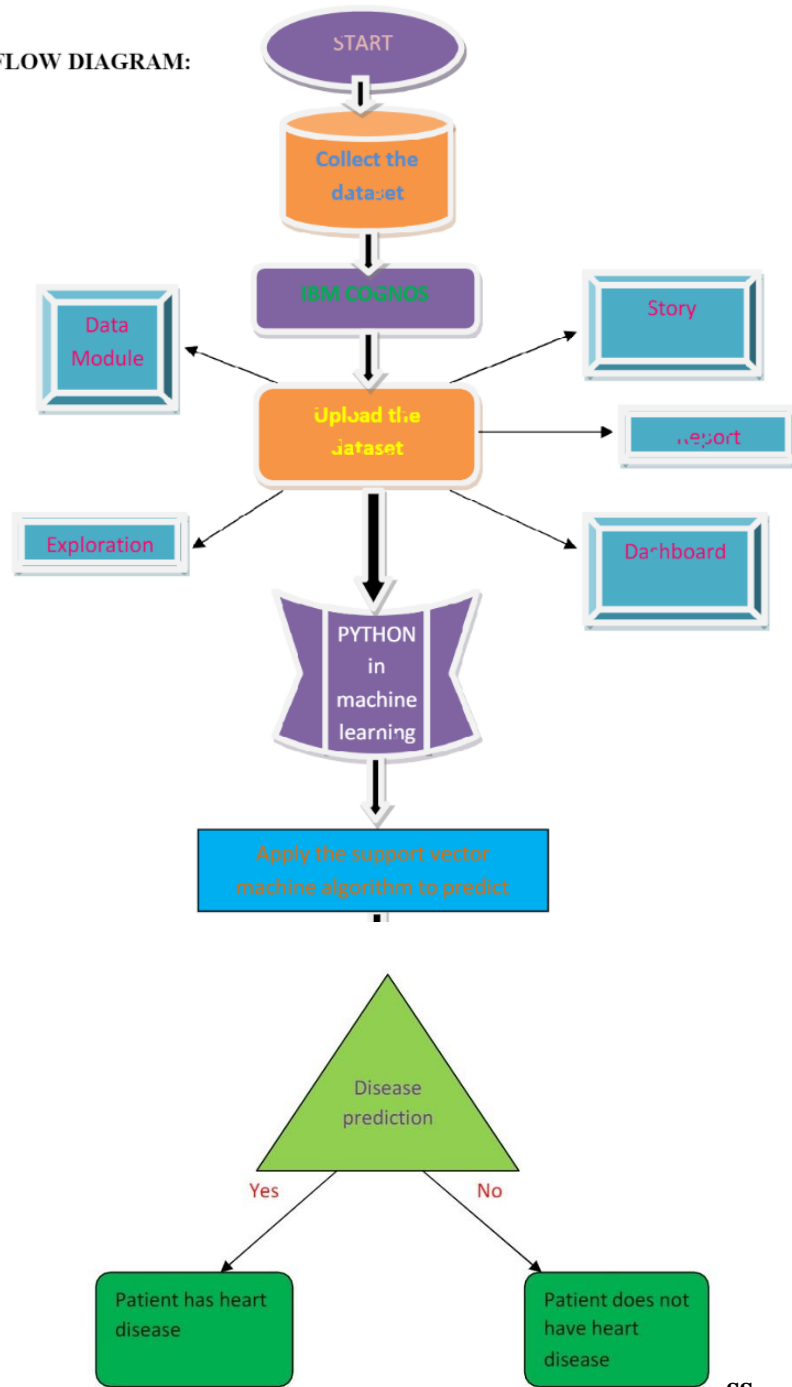 FLOW DIAGRAM:
START
Collect the
dataset
IBM COGNOS
Data
Module
Story
Upload the
dataset
Report
Exploration
Dashboard
PYTHON
in
machine
learning
Apply the support vector
machine algorithm to predict
Disease
prediction
Yes
No
Patient has heart
disease
Patient does not
have heart
disease